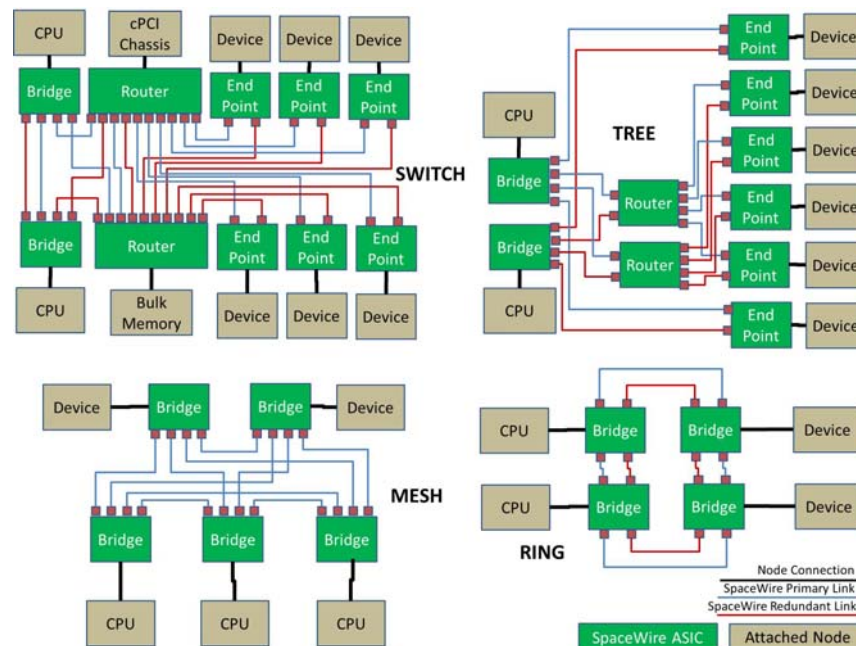 CPU
cPCI
Chassis
Device
Device
Device
Bridge
Router
End
Point
End
Point
End
Point
SWITCH
Bridge
Router
End
Point
End
Point
End
Point
CPU
Bulk
Memory
Device
Device
Device
End
Point
Device
End
Point
Device
CPU
TREE
End
Point
Device
Bridge
Router
End
Point
Device
Bridge
Router
End
Point
Device
CPU
End
Point
Device
Device
Bridge
Bridge
Device
MESH
Bridge
Bridge
Bridge
CPU
CPU
CPU
CPU
Bridge
Bridge
Device
CPU
Bridge
Bridge
Device
RING
Node Connection
SpaceWire Primary Link
SpaceWire Redundant Link
SpaceWire ASIC
Attached Node